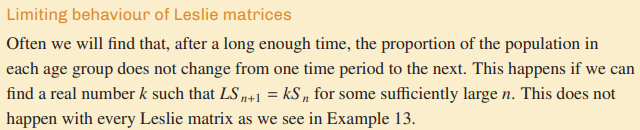 Limiting behaviour of Leslie matrices
Often we will find that, after a long enough time, the proportion of the population in
each age group does not change from one time period to the next. This happens if we can
find a real number k such that LSₙ₊₁ = kSₙ for some sufficiently large n. This does not
happen with every Leslie matrix as we see in Example 13.